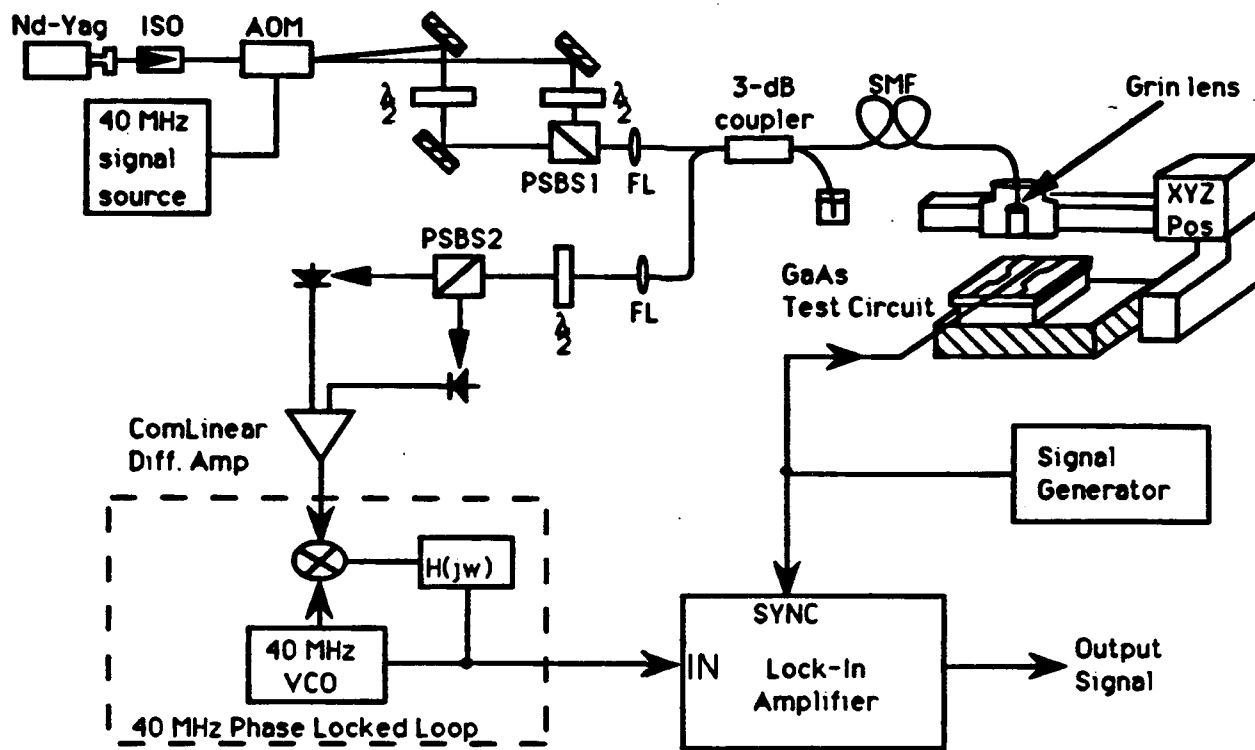 Nd-Yag
ISO
AOM
40 MHz
signal
source
λ
2
λ
2
PSBS1
FL
3-dB
coupler
SMF
Grin lens
XYZ
Pos
PSBS2
λ
2
FL
GaAs
Test Circuit
ComLinear
Diff. Amp
Signal
Generator
H(jw)
40 MHz
VCO
40 MHz Phase Locked Loop
SYNC
IN
Lock-In
Amplifier
Output
Signal